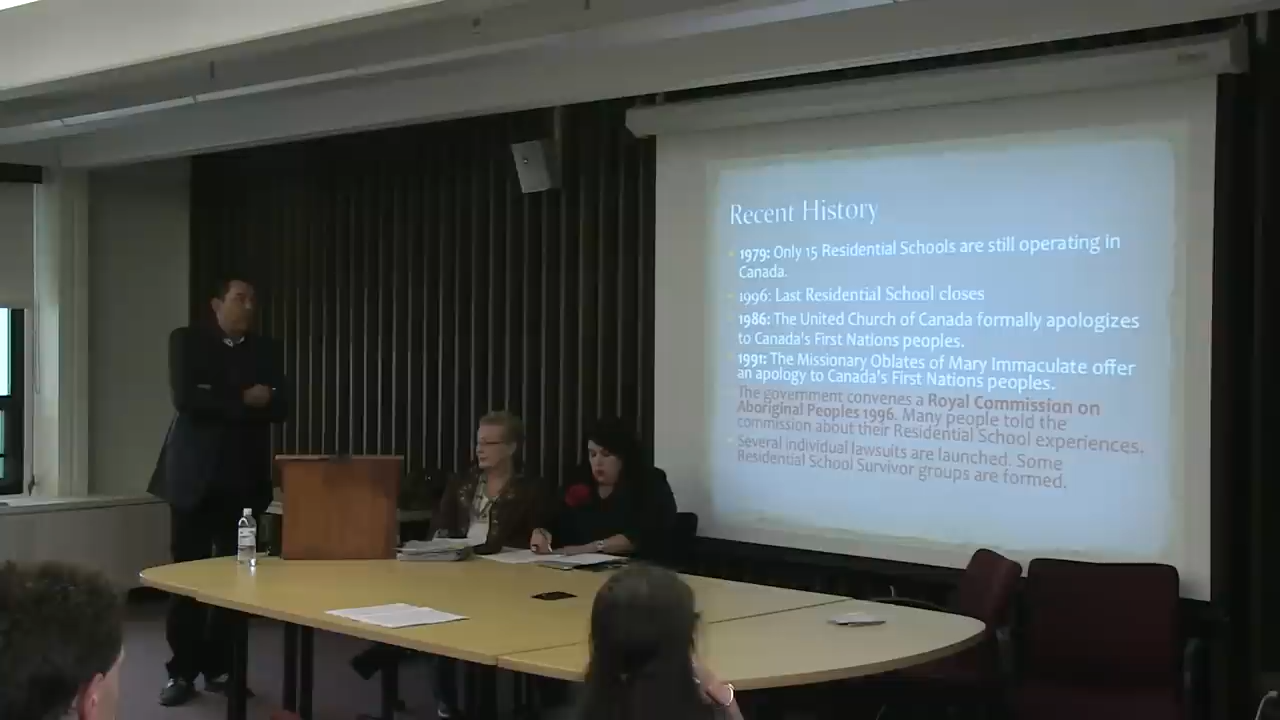 Recent History
1979: Only 15 Residential Schools are still operating in
Canada.
1996: Last Residential School closes
1986: The United Church of Canada formally apologizes
to Canada's First Nations peoples.
1991: The Missionary Oblates of Mary Immaculate offer
an apology to Canada's First Nations peoples.
The government convenes a Royal Commission on
Aboriginal Peoples 1996. Many people told the
commission about their Residential School experiences.
Several individual lawsuits are launched. Some
Residential School Survivor groups are formed.